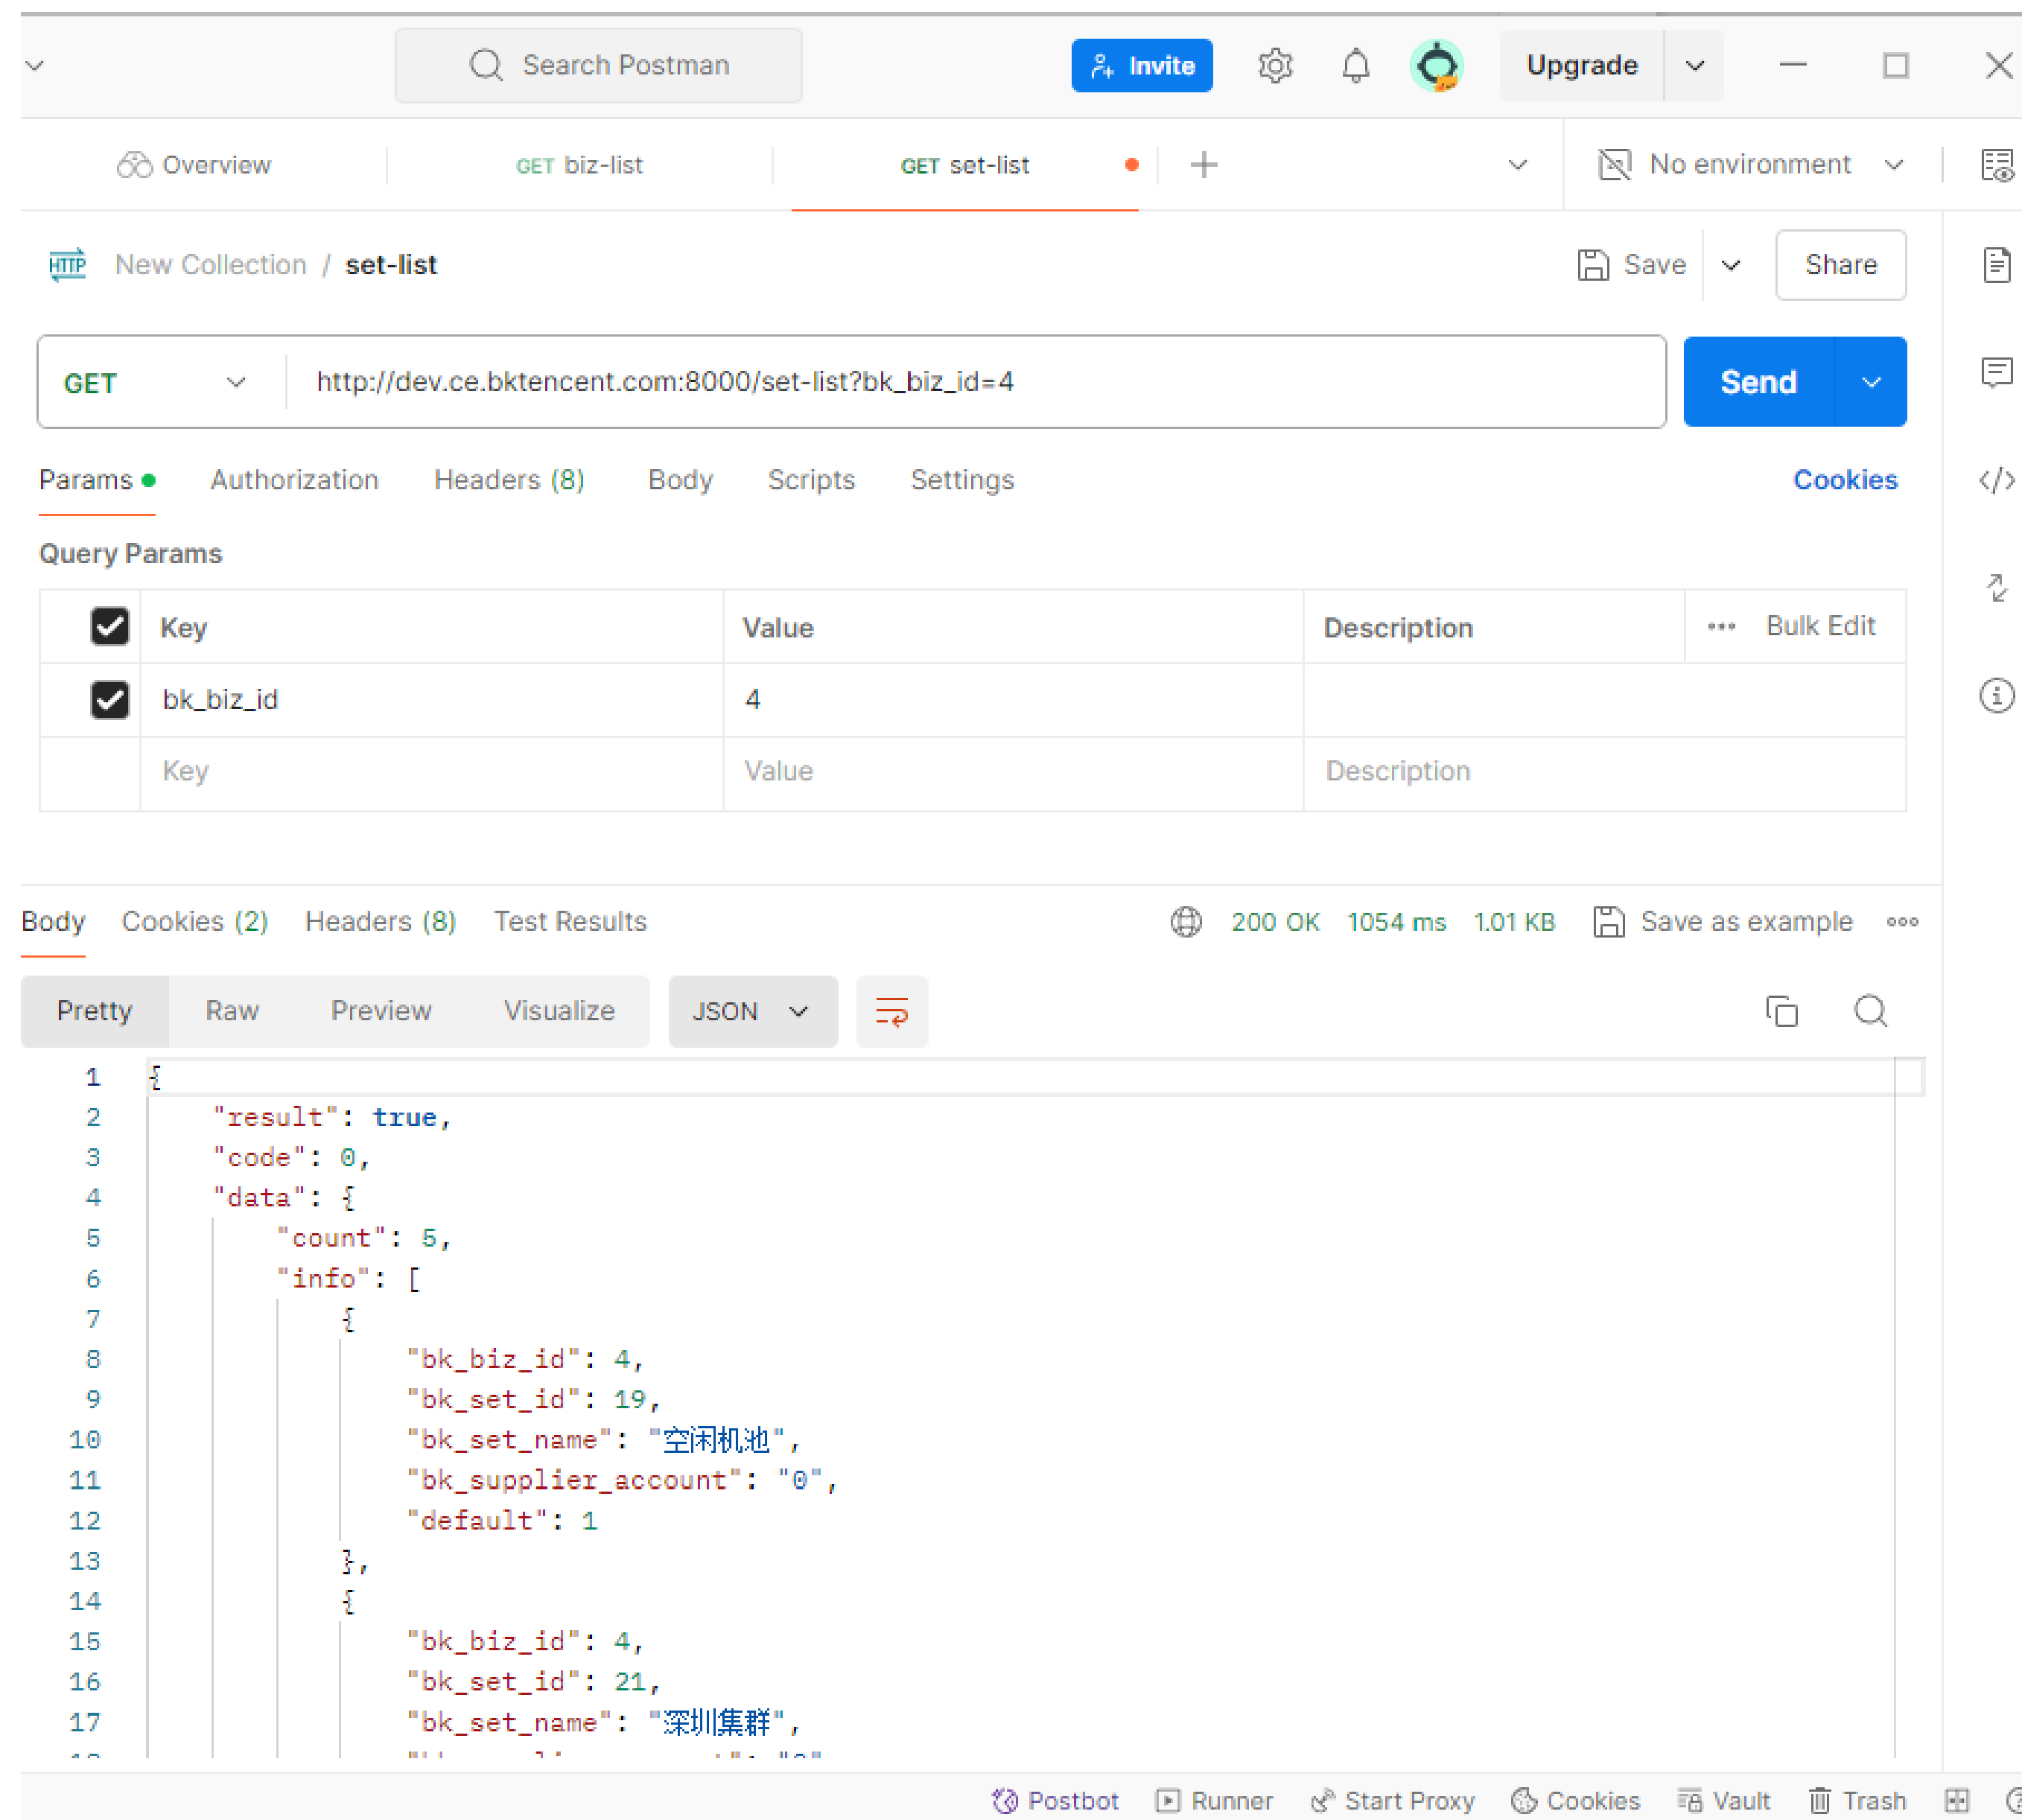 Search Postman
Invite
Upgrade
Overview
GET biz-list
GET set-list
No environment
HTTP New Collection / set-list
Save
Share
GET
http://dev.ce.bktencent.com:8000/set-list?bk_biz_id=4
Send
Params
Authorization
Headers (8)
Body
Scripts
Settings
Cookies
Query Params
Key Value Description ••• Bulk Edit
bk_biz_id 4
Key Value Description
Body Cookies (2) Headers (8) Test Results
200 OK 1054 ms 1.01 KB Save as example
Pretty Raw Preview Visualize JSON
1 {
2 "result": true,
3 "code": 0,
4 "data": {
5 "count": 5,
6 "info": [
7 {
8 "bk_biz_id": 4,
9 "bk_set_id": 19,
10 "bk_set_name": "空闲机池",
11 "bk_supplier_account": "0",
12 "default": 1
13 },
14 {
15 "bk_biz_id": 4,
16 "bk_set_id": 21,
17 "bk_set_name": "深圳集群",
Postbot Runner Start Proxy Cookies Vault Trash